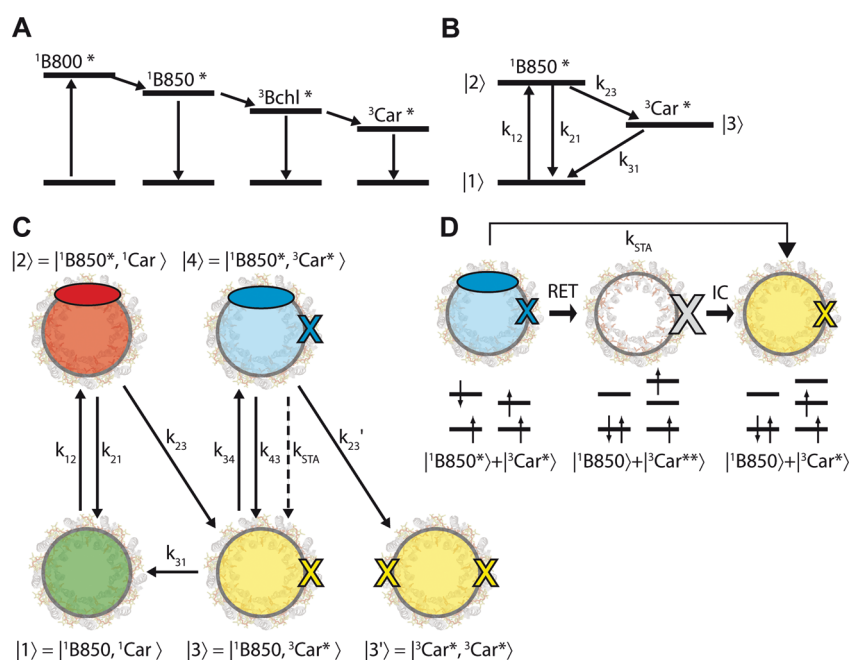 A
¹B800 *
¹B850 *
³Bchl *
³Car *
B
¹B850 *
|2⟩
k₂₃
³Car *
|3⟩
k₁₂
k₂₁
k₃₁
|1⟩
C
|2⟩ = |¹B850*, ¹Car ⟩
|4⟩ = |¹B850*, ³Car* ⟩
X
k₁₂
k₂₁
k₂₃
k₃₄
k₄₃
k_STA
k₂₃'
k₃₁
X
X
X
|1⟩ = |¹B850, ¹Car ⟩
|3⟩ = |¹B850, ³Car* ⟩
|3'⟩ = |³Car*, ³Car*⟩
D
k_STA
RET
IC
X
X
X
|¹B850*⟩+|³Car*⟩
|¹B850⟩+|³Car**⟩
|¹B850⟩+|³Car*⟩